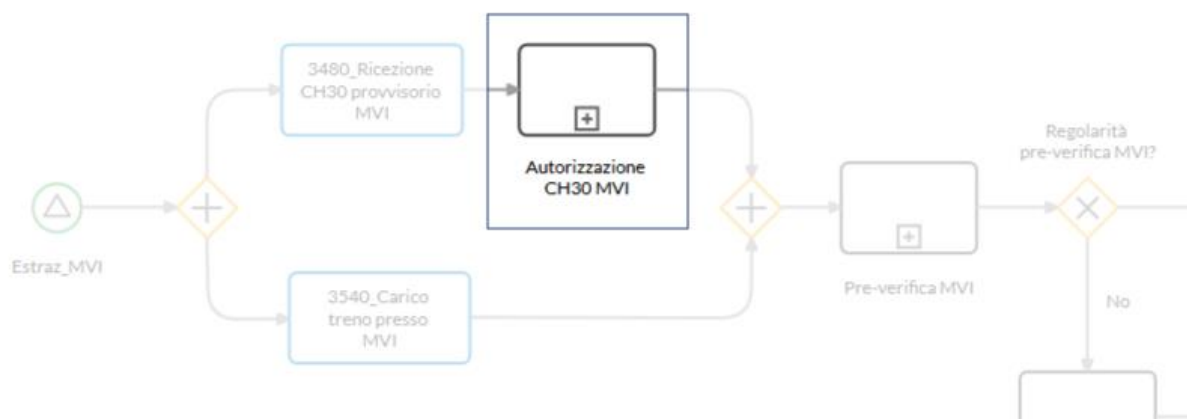 3480_Ricezione
CH30 provvisorio
MVI
Autorizzazione
CH30 MVI
Regolarità
pre-verifica MVI?
Estraz_MVI
3540_Carico
treno presso
MVI
Pre-verifica MVI
No